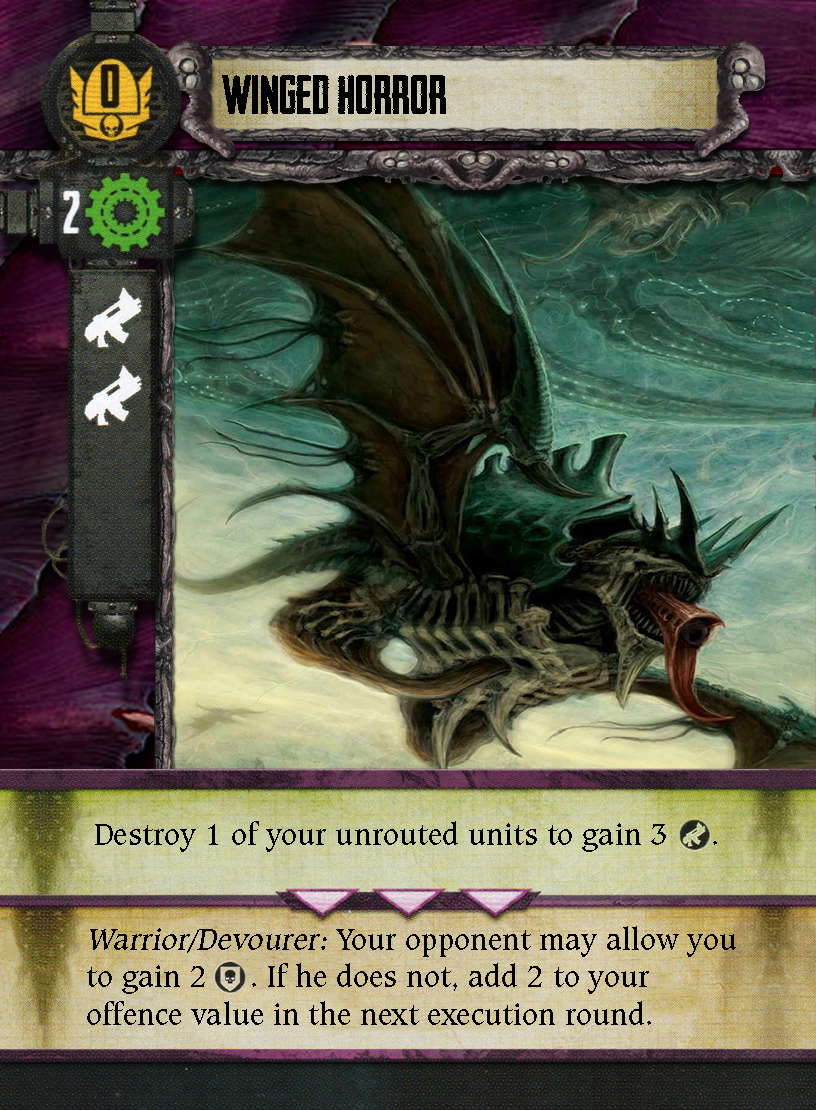 0
WINGED HORROR
2
Destroy 1 of your unrouted units to gain 3 .
Warrior/Devourer: Your opponent may allow you
to gain 2 . If he does not, add 2 to your
offence value in the next execution round.